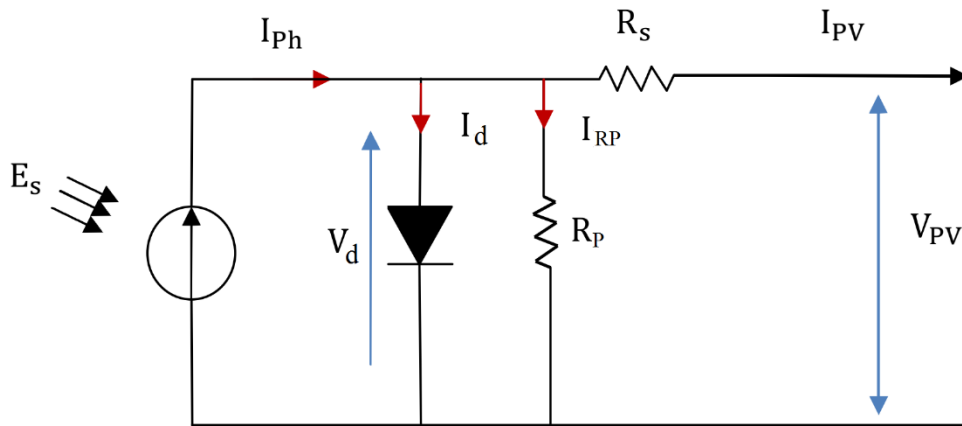 I_Ph
R_s
I_PV
I_d
I_RP
E_s
V_d
R_P
V_PV